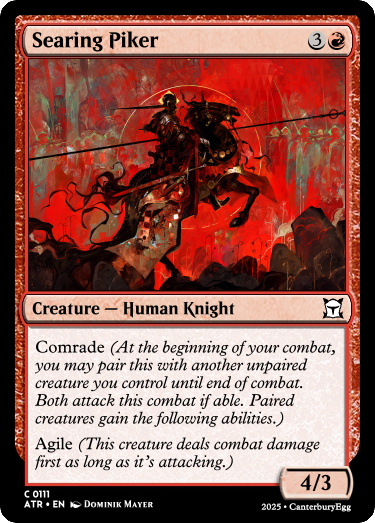 Searing Piker 3
Creature — Human Knight
Comrade (At the beginning of your combat,
you may pair this with another unpaired
creature you control until end of combat.
Both attack this combat if able. Paired
creatures gain the following abilities.)
Agile (This creature deals combat damage
first as long as it's attacking.)
4/3
C 0111
ATR • EN DOMINIK MAYER
2025 • CanterburyEgg